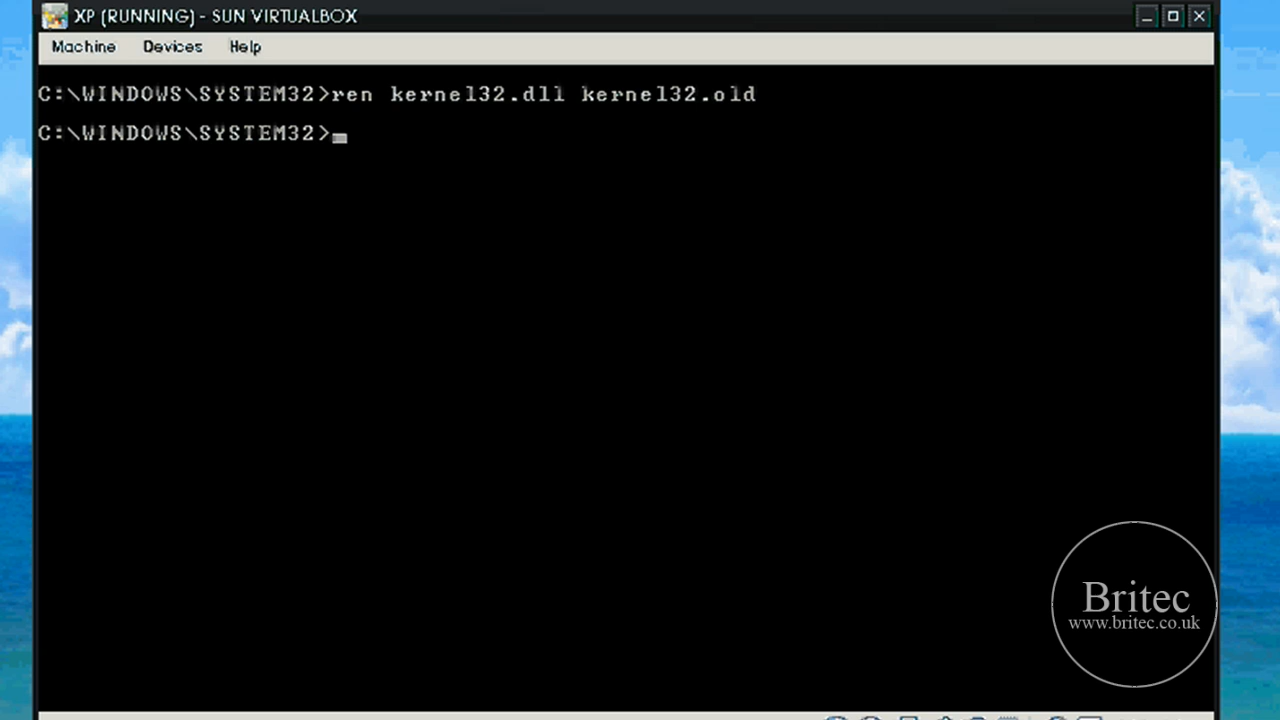 XP (RUNNING) - SUN VIRTUALBOX
Machine Devices Help
C:\WINDOWS\SYSTEM32>ren kernel32.dll kernel32.old
C:\WINDOWS\SYSTEM32>
Britec
www.britec.co.uk